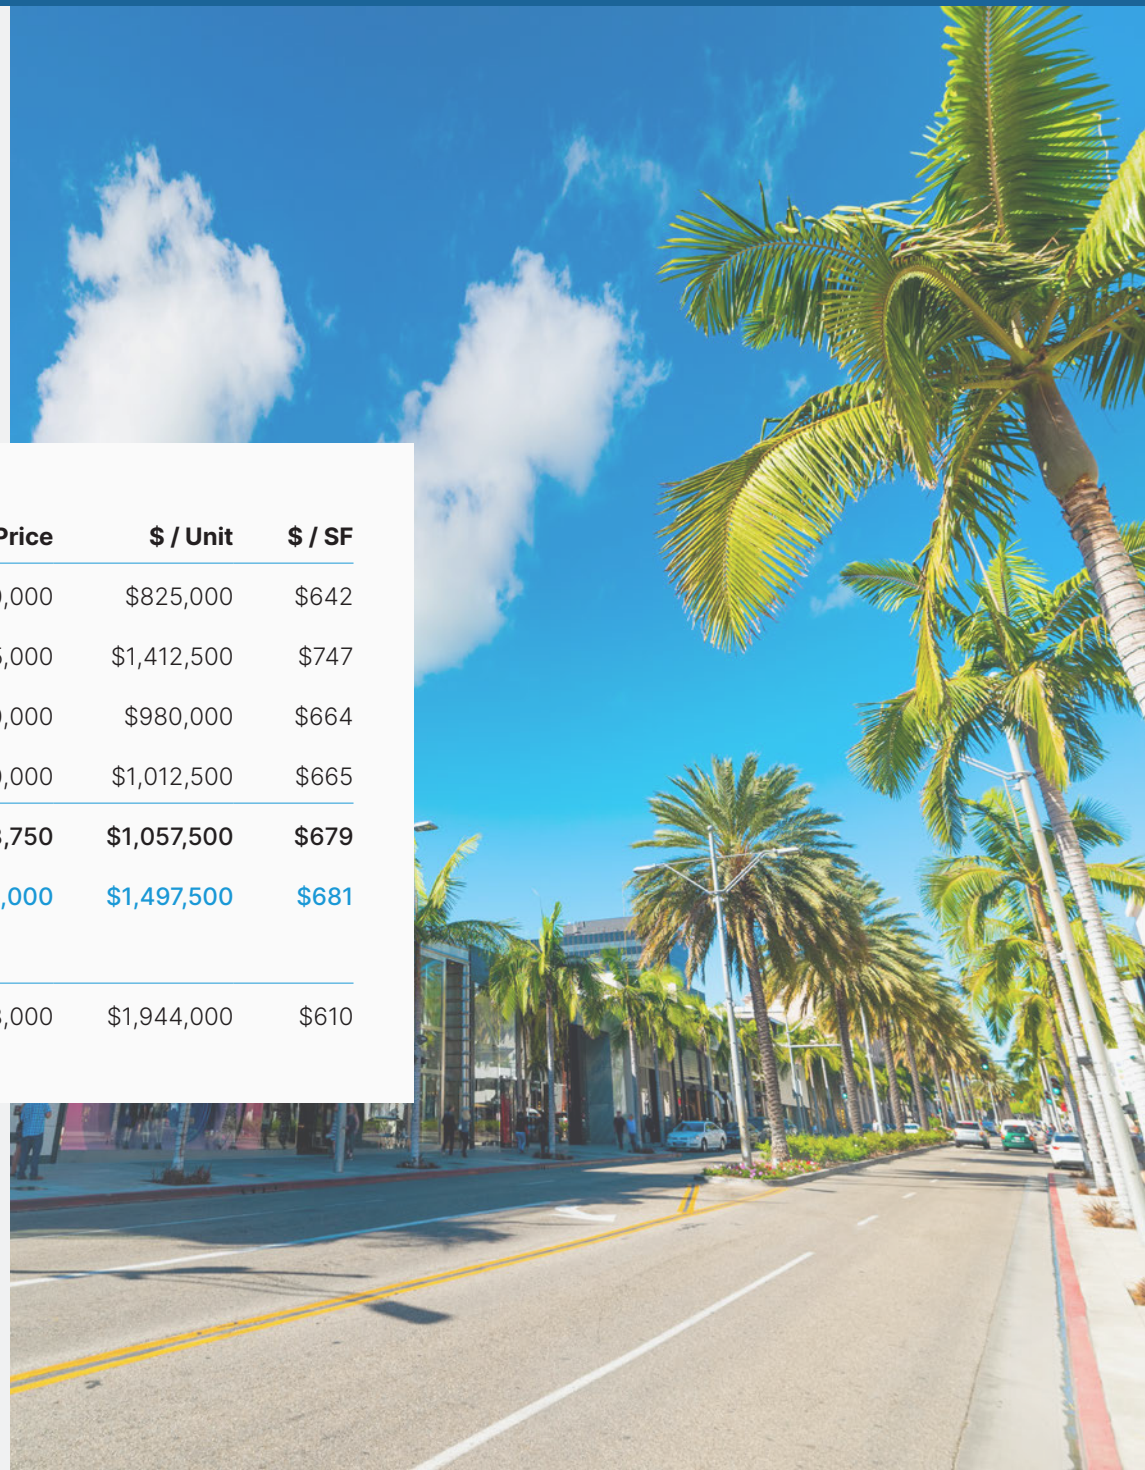 Price $ / Unit $ / SF
,000 $825,000 $642
,000 $1,412,500 $747
,000 $980,000 $664
,000 $1,012,500 $665
,750 $1,057,500 $679
,000 $1,497,500 $681
,000 $1,944,000 $610